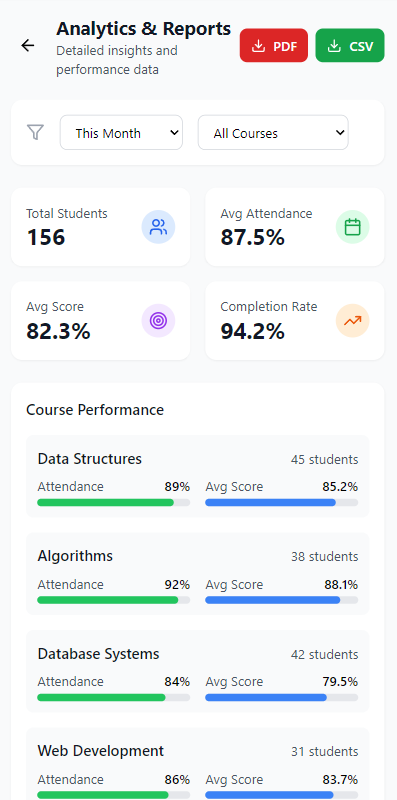 Analytics & Reports
Detailed insights and
performance data
PDF
CSV
This Month
All Courses
Total Students
156
Avg Attendance
87.5%
Avg Score
82.3%
Completion Rate
94.2%
Course Performance
Data Structures 45 students
Attendance 89% Avg Score 85.2%
Algorithms 38 students
Attendance 92% Avg Score 88.1%
Database Systems 42 students
Attendance 84% Avg Score 79.5%
Web Development 31 students
Attendance 86% Avg Score 83.7%